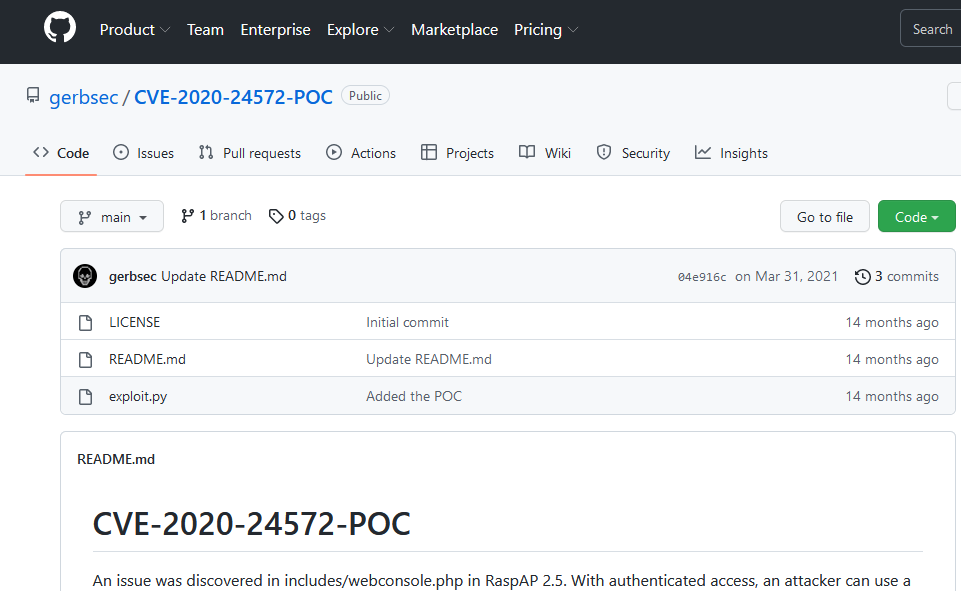 Product Team Enterprise Explore Marketplace Pricing Search
gerbsec / CVE-2020-24572-POC Public
Code Issues Pull requests Actions Projects Wiki Security Insights
main 1 branch 0 tags Go to file Code
gerbsec Update README.md 04e916c on Mar 31, 2021 3 commits
LICENSE Initial commit 14 months ago
README.md Update README.md 14 months ago
exploit.py Added the POC 14 months ago
README.md
CVE-2020-24572-POC
An issue was discovered in includes/webconsole.php in RaspAP 2.5. With authenticated access, an attacker can use a